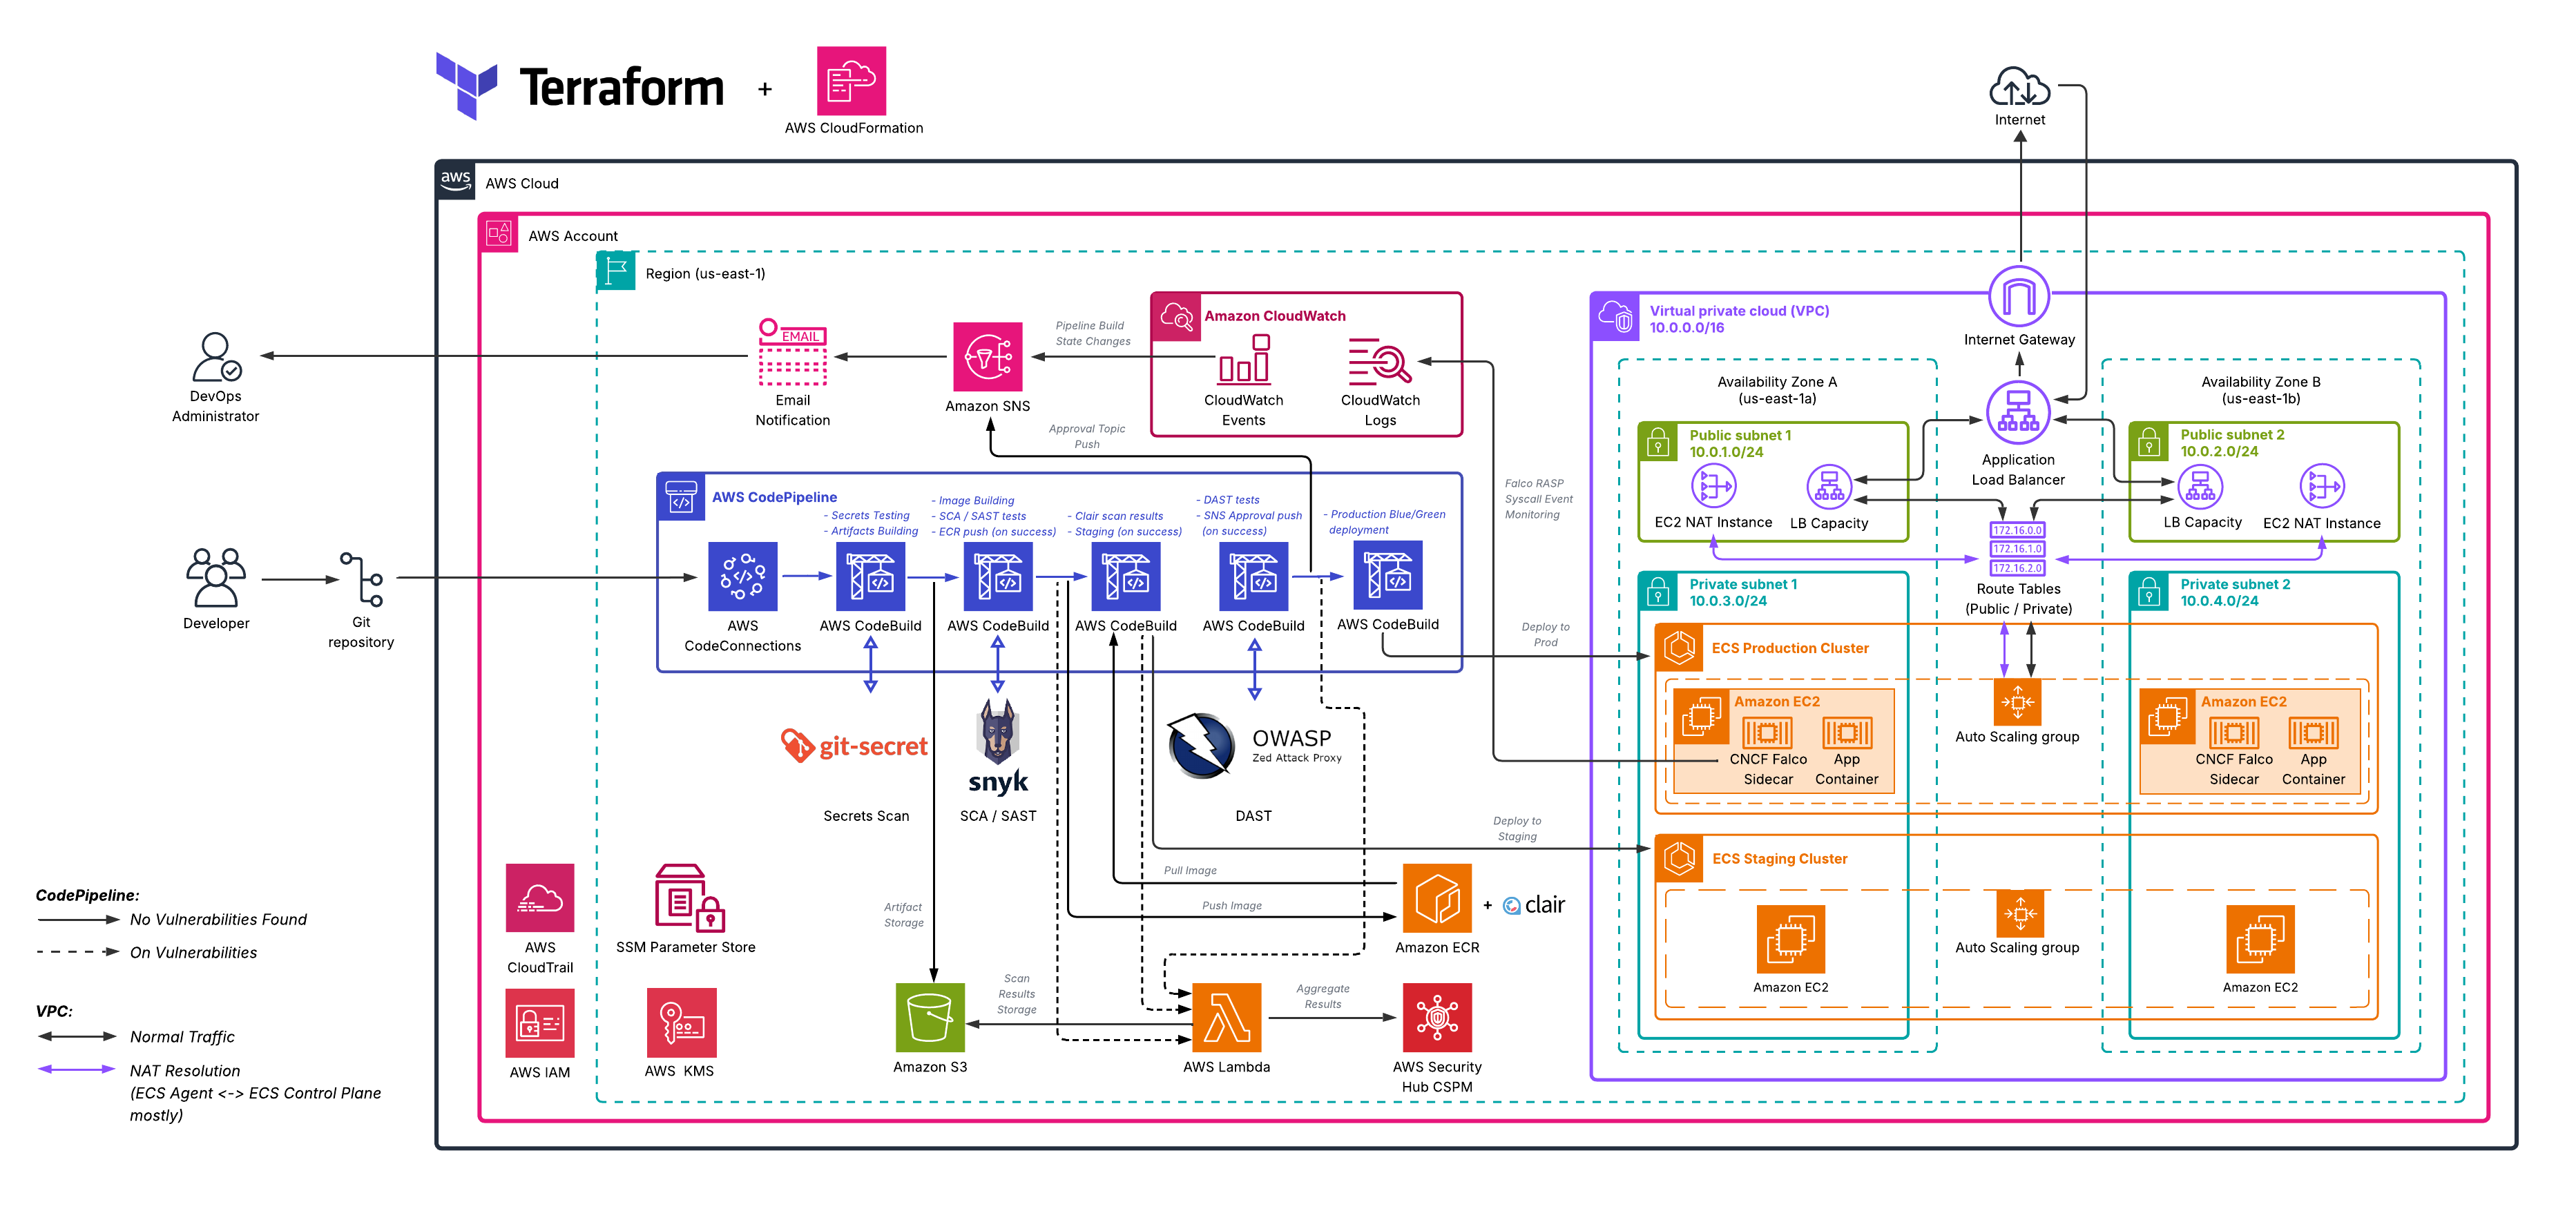 Terraform
+
AWS CloudFormation
Internet
aws
AWS Cloud
AWS Account
Region (us-east-1)
DevOps
Administrator
EMAIL
Email
Notification
Amazon SNS
Pipeline Build
State Changes
Amazon CloudWatch
CloudWatch
Events
CloudWatch
Logs
Approval Topic
Push
Developer
Git
repository
AWS CodePipeline
- Secrets Testing
- Artifacts Building
- Image Building
- SCA / SAST tests
- ECR push (on success)
- Clair scan results
- Staging (on success)
- DAST tests
- SNS Approval push
(on success)
- Production Blue/Green
deployment
AWS
CodeConnections
AWS CodeBuild
AWS CodeBuild
AWS CodeBuild
AWS CodeBuild
AWS CodeBuild
git-secret
Secrets Scan
snyk
SCA / SAST
OWASP
Zed Attack Proxy
DAST
Falco RASP
Syscall Event
Monitoring
Deploy to
Prod
Deploy to
Staging
Pull Image
Push Image
Artifact
Storage
Scan
Results
Storage
Aggregate
Results
AWS
CloudTrail
SSM Parameter Store
AWS IAM
AWS KMS
Amazon S3
AWS Lambda
Amazon ECR
+
clair
AWS Security
Hub CSPM
Virtual private cloud (VPC)
10.0.0.0/16
Internet Gateway
Availability Zone A
(us-east-1a)
Availability Zone B
(us-east-1b)
Application
Load Balancer
Public subnet 1
10.0.1.0/24
EC2 NAT Instance
LB Capacity
Public subnet 2
10.0.2.0/24
LB Capacity
EC2 NAT Instance
172.16.0.0
172.16.1.0
172.16.2.0
Route Tables
(Public / Private)
Private subnet 1
10.0.3.0/24
Private subnet 2
10.0.4.0/24
ECS Production Cluster
Amazon EC2
CNCF Falco
Sidecar
App
Container
Auto Scaling group
Amazon EC2
CNCF Falco
Sidecar
App
Container
ECS Staging Cluster
Amazon EC2
Auto Scaling group
Amazon EC2
CodePipeline:
No Vulnerabilities Found
On Vulnerabilities
VPC:
Normal Traffic
NAT Resolution
(ECS Agent <-> ECS Control Plane
mostly)